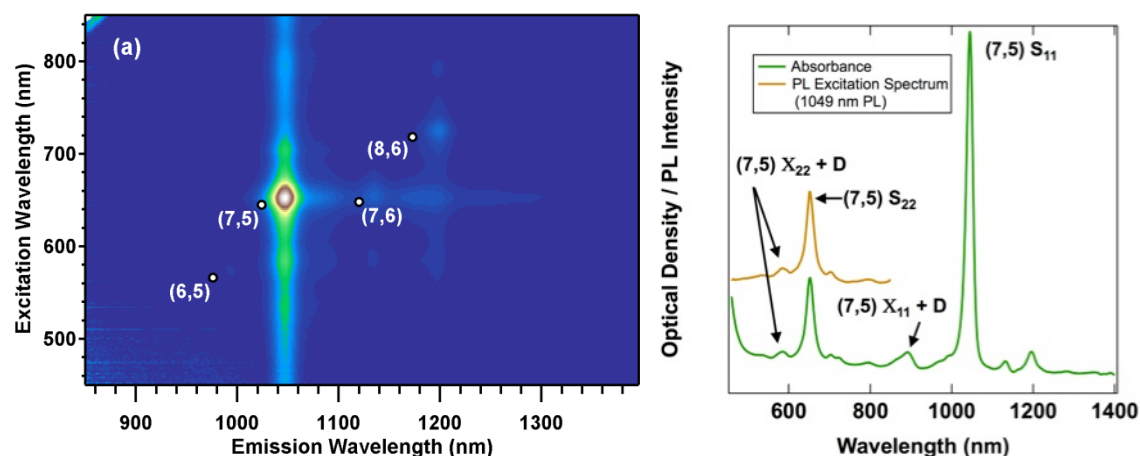 (a)
800
700
600
500
Excitation Wavelength (nm)
(8,6)
(7,5)
(7,6)
(6,5)
900 1000 1100 1200 1300
Emission Wavelength (nm)
Optical Density / PL Intensity
Absorbance
PL Excitation Spectrum
(1049 nm PL)
(7,5) S11
(7,5) X22 + D
(7,5) S22
(7,5) X11 + D
600 800 1000 1200 1400
Wavelength (nm)